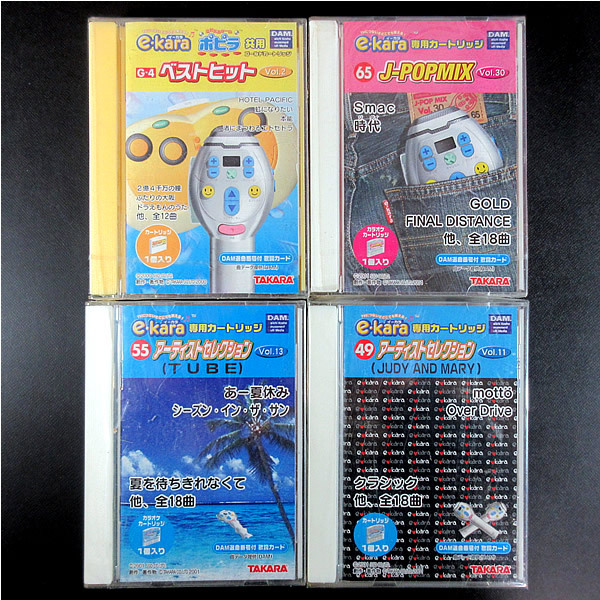 e-kara
ポピラ
共用
DAM
G-4
ベストヒット
Vol.2
HOTEL PACIFIC
虹になりたい
本能
2億4千万の瞳
ふたりの大阪
ドラえもんのうた
他、全12曲
カートリッジ
1個入り
DAM選曲番号付 歌詞カード
TAKARA
e-kara
専用カートリッジ
DAM
65
J-POPMIX
Vol.30
Smac
時代
J-POP MIX
Vol. 30
65
GOLD
FINAL DISTANCE
他、全18曲
カラオケ
カートリッジ
1個入り
DAM選曲番号付 歌詞カード
TAKARA
e-kara
専用カートリッジ
DAM
55
アーティストセレクション
Vol.13
(TUBE)
あー夏休み
シーズン・イン・ザ・サン
夏を待ちきれなくて
他、全18曲
カラオケ
カートリッジ
1個入り
DAM選曲番号付 歌詞カード
TAKARA
e-kara
専用カートリッジ
DAM
49
アーティストセレクション
Vol.11
(JUDY AND MARY)
motto
Over Drive
クラシック
他、全18曲
カートリッジ
1個入り
DAM選曲番号付 歌詞カード
TAKARA